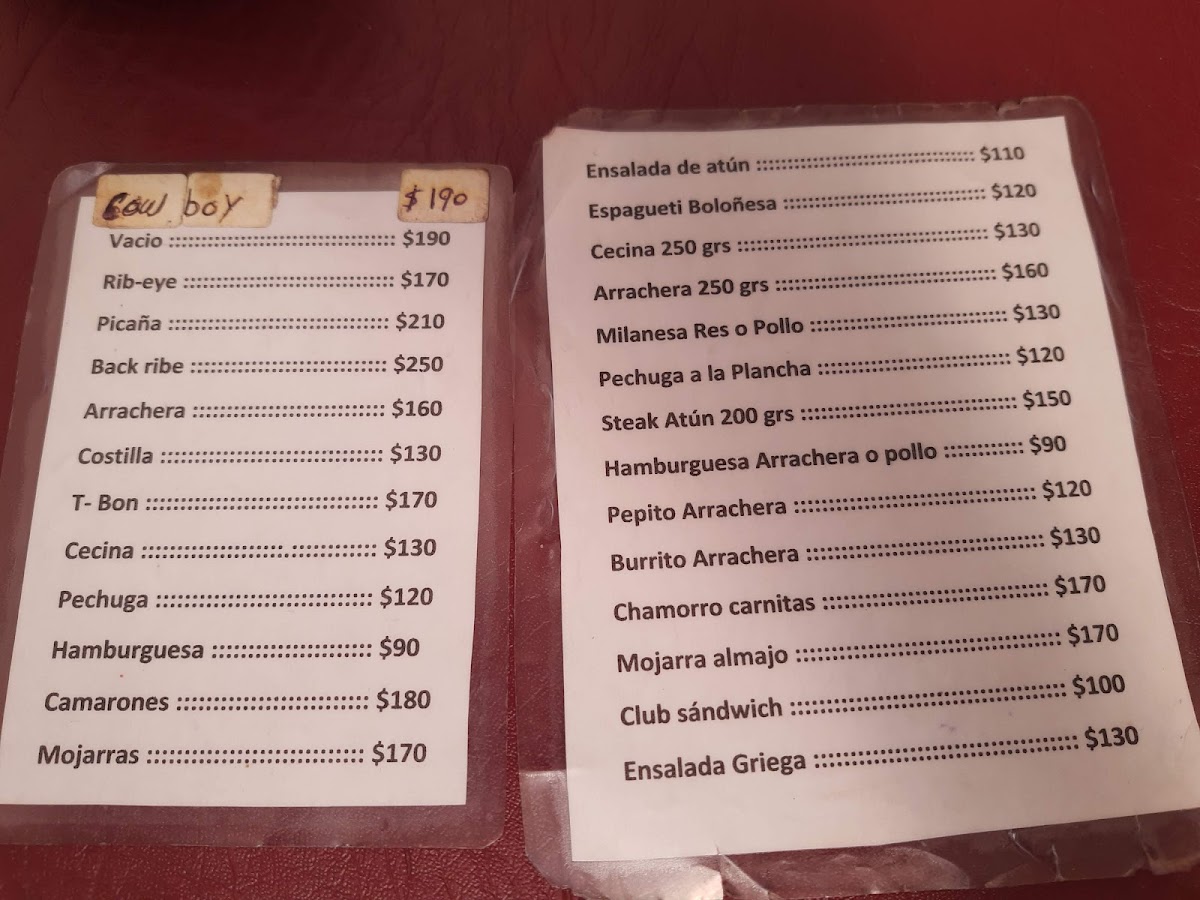 Cow boy $190
Vacio :::::::::::::::::::::::::::::::::: $190
Rib-eye ::::::::::::::::::::::::::::::: $170
Picaña :::::::::::::::::::::::::::::::: $210
Back ribe :::::::::::::::::::::::::::: $250
Arrachera :::::::::::::::::::::::::::: $160
Costilla :::::::::::::::::::::::::::::::: $130
T- Bon ::::::::::::::::::::::::::::::::: $170
Cecina :::::::::::::::::::::.:::::::::::: $130
Pechuga ::::::::::::::::::::::::::::::: $120
Hamburguesa ::::::::::::::::::::::: $90
Camarones ::::::::::::::::::::::::::: $180
Mojarras ::::::::::::::::::::::::::::::: $170
Ensalada de atún ::::::::::::::::::::::::::::::::: $110
Espagueti Boloñesa :::::::::::::::::::::::::::::: $120
Cecina 250 grs ::::::::::::::::::::::::::::::::::::: $130
Arrachera 250 grs :::::::::::::::::::::::::::::::: $160
Milanesa Res o Pollo :::::::::::::::::::::::::::: $130
Pechuga a la Plancha ::::::::::::::::::::::::::: $120
Steak Atún 200 grs :::::::::::::::::::::::::::::: $150
Hamburguesa Arrachera o pollo ::::::::::: $90
Pepito Arrachera ::::::::::::::::::::::::::::::::: $120
Burrito Arrachera :::::::::::::::::::::::::::::::: $130
Chamorro carnitas :::::::::::::::::::::::::::::: $170
Mojarra almajo ::::::::::::::::::::::::::::::::::: $170
Club sándwich :::::::::::::::::::::::::::::::::::: $100
Ensalada Griega :::::::::::::::::::::::::::::::::: $130